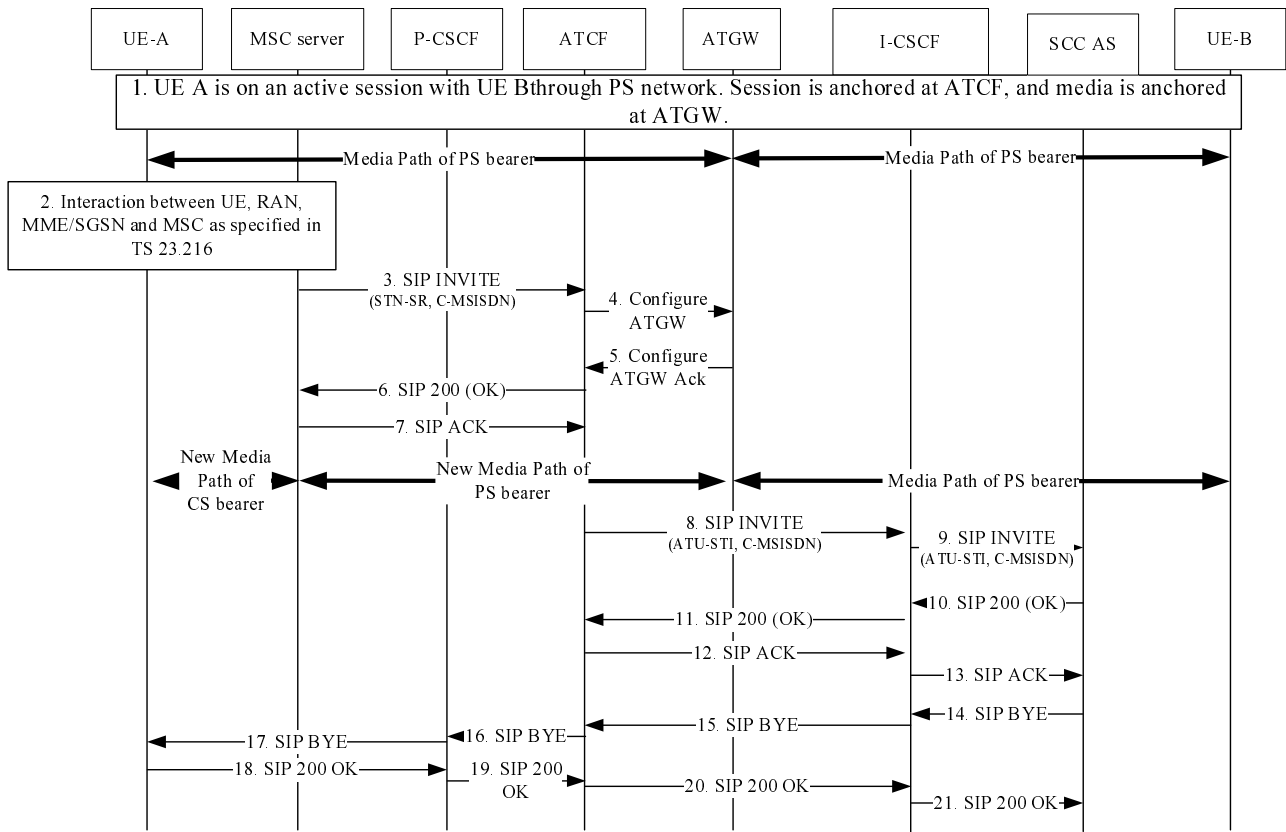 UE-A
MSC server
P-CSCF
ATCF
ATGW
I-CSCF
SCC AS
UE-B
1. UE A is on an active session with UE Bthrough PS network. Session is anchored at ATCF, and media is anchored
at ATGW.
Media Path of PS bearer
Media Path of PS bearer
2. Interaction between UE, RAN,
MME/SGSN and MSC as specified in
TS 23.216
3. SIP INVITE
(STN-SR, C-MSISDN)
4. Configure
ATGW
5. Configure
ATGW Ack
6. SIP 200 (OK)
7. SIP ACK
New Media
Path of
CS bearer
New Media Path of
PS bearer
Media Path of PS bearer
8. SIP INVITE
(ATU-STI, C-MSISDN)
9. SIP INVITE
(ATU-STI, C-MSISDN)
10. SIP 200 (OK)
11. SIP 200 (OK)
12. SIP ACK
13. SIP ACK
14. SIP BYE
15. SIP BYE
16. SIP BYE
17. SIP BYE
18. SIP 200 OK
19. SIP 200
OK
20. SIP 200 OK
21. SIP 200 OK